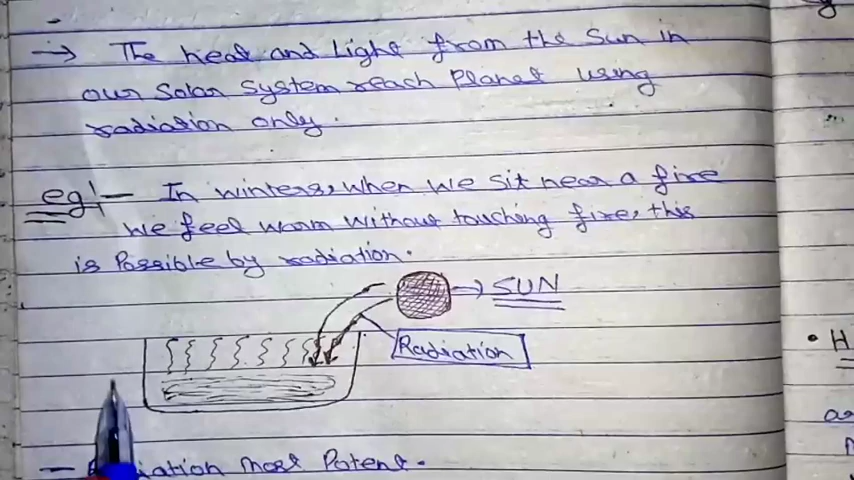 → The heat and Light from the Sun in
our Solar System reach Planet using
radiation only.
eg:- In winters, when we sit near a fire
we feel warm without touching fire, this
is Possible by radiation.
→ SUN
Radiation
• H
- diation most Potent.